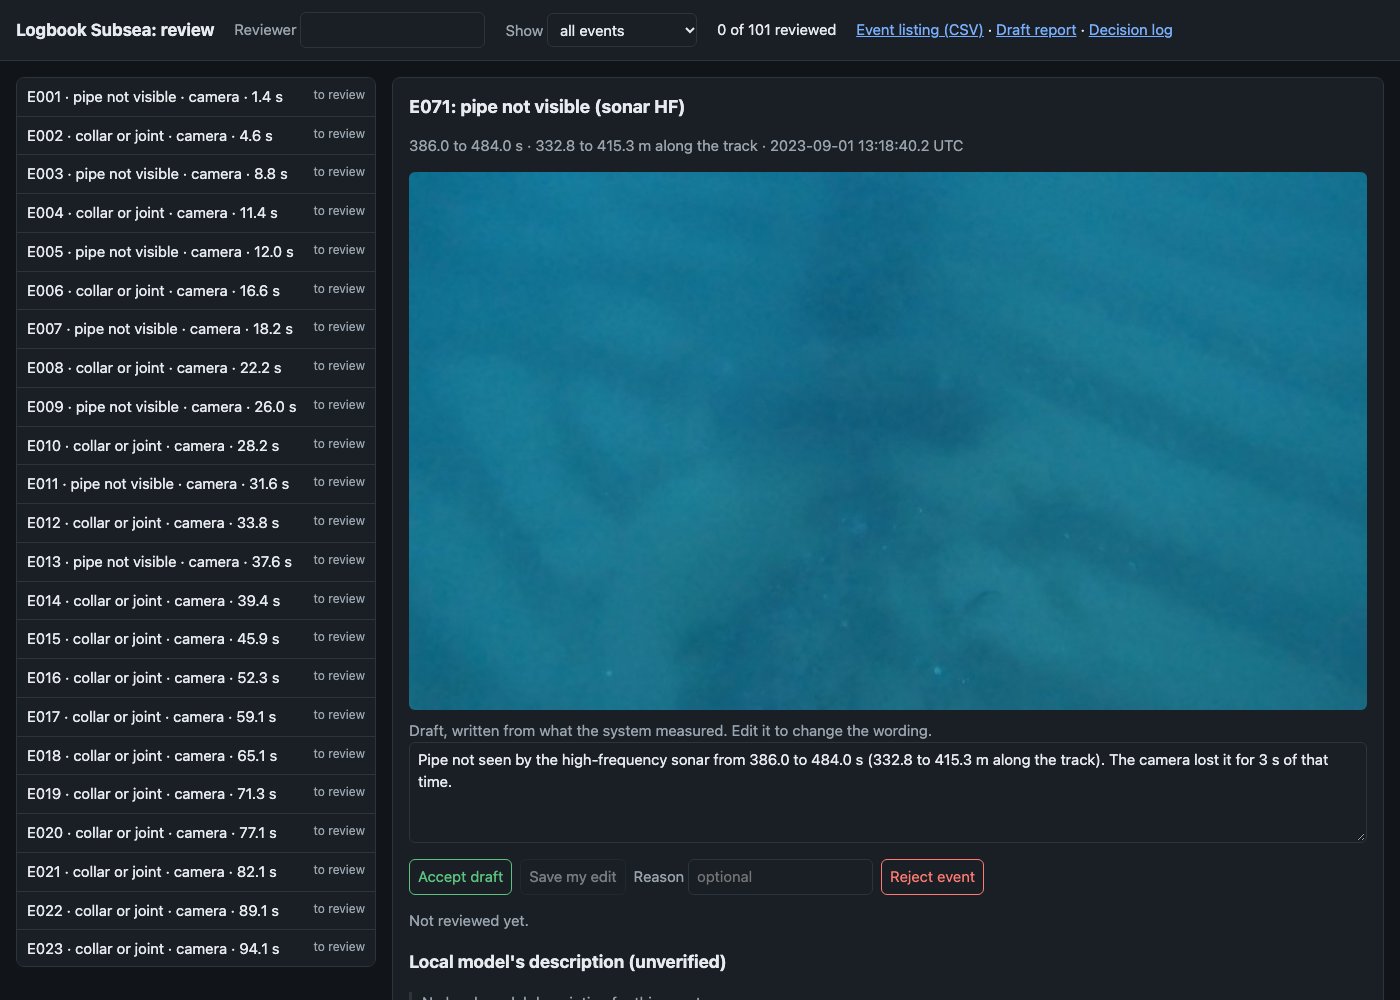 Logbook Subsea: review Reviewer Show all events 0 of 101 reviewed Event listing (CSV) · Draft report · Decision log
E001 · pipe not visible · camera · 1.4 s to review
E002 · collar or joint · camera · 4.6 s to review
E003 · pipe not visible · camera · 8.8 s to review
E004 · collar or joint · camera · 11.4 s to review
E005 · pipe not visible · camera · 12.0 s to review
E006 · collar or joint · camera · 16.6 s to review
E007 · pipe not visible · camera · 18.2 s to review
E008 · collar or joint · camera · 22.2 s to review
E009 · pipe not visible · camera · 26.0 s to review
E010 · collar or joint · camera · 28.2 s to review
E011 · pipe not visible · camera · 31.6 s to review
E012 · collar or joint · camera · 33.8 s to review
E013 · pipe not visible · camera · 37.6 s to review
E014 · collar or joint · camera · 39.4 s to review
E015 · collar or joint · camera · 45.9 s to review
E016 · collar or joint · camera · 52.3 s to review
E017 · collar or joint · camera · 59.1 s to review
E018 · collar or joint · camera · 65.1 s to review
E019 · collar or joint · camera · 71.3 s to review
E020 · collar or joint · camera · 77.1 s to review
E021 · collar or joint · camera · 82.1 s to review
E022 · collar or joint · camera · 89.1 s to review
E023 · collar or joint · camera · 94.1 s to review
E071: pipe not visible (sonar HF)
386.0 to 484.0 s · 332.8 to 415.3 m along the track · 2023-09-01 13:18:40.2 UTC
Draft, written from what the system measured. Edit it to change the wording.
Pipe not seen by the high-frequency sonar from 386.0 to 484.0 s (332.8 to 415.3 m along the track). The camera lost it for 3 s of that
time.
Accept draft Save my edit Reason optional Reject event
Not reviewed yet.
Local model's description (unverified)